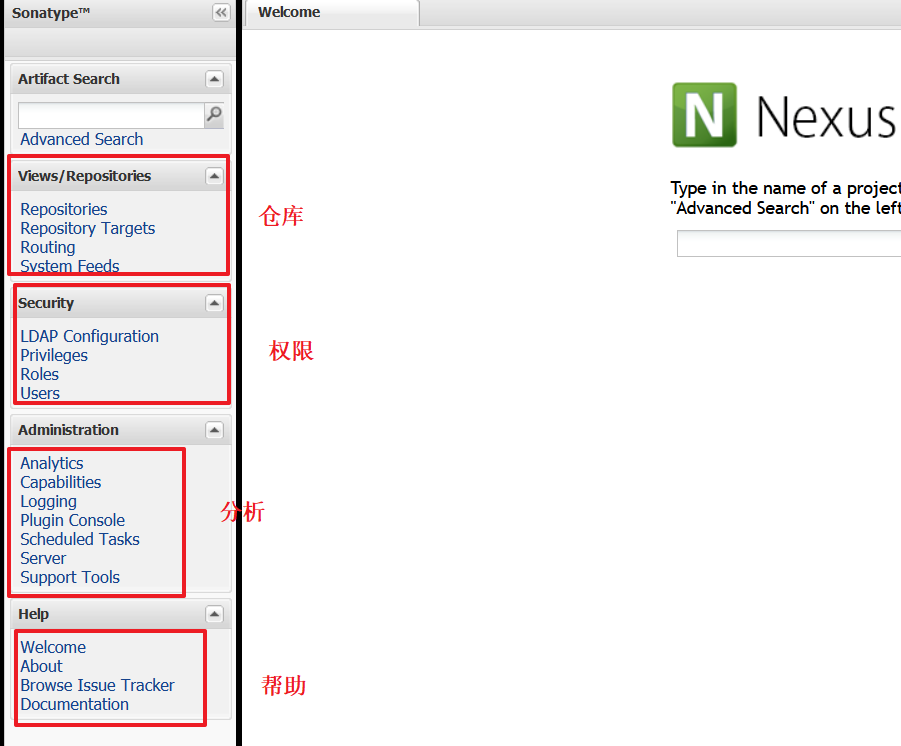 Sonatype™
Welcome
Artifact Search
Advanced Search
Views/Repositories
Repositories
Repository Targets
Routing
System Feeds
仓库
Security
LDAP Configuration
Privileges
Roles
Users
权限
Administration
Analytics
Capabilities
Logging
Plugin Console
Scheduled Tasks
Server
Support Tools
分析
Help
Welcome
About
Browse Issue Tracker
Documentation
帮助
N Nexus
Type in the name of a project
"Advanced Search" on the left